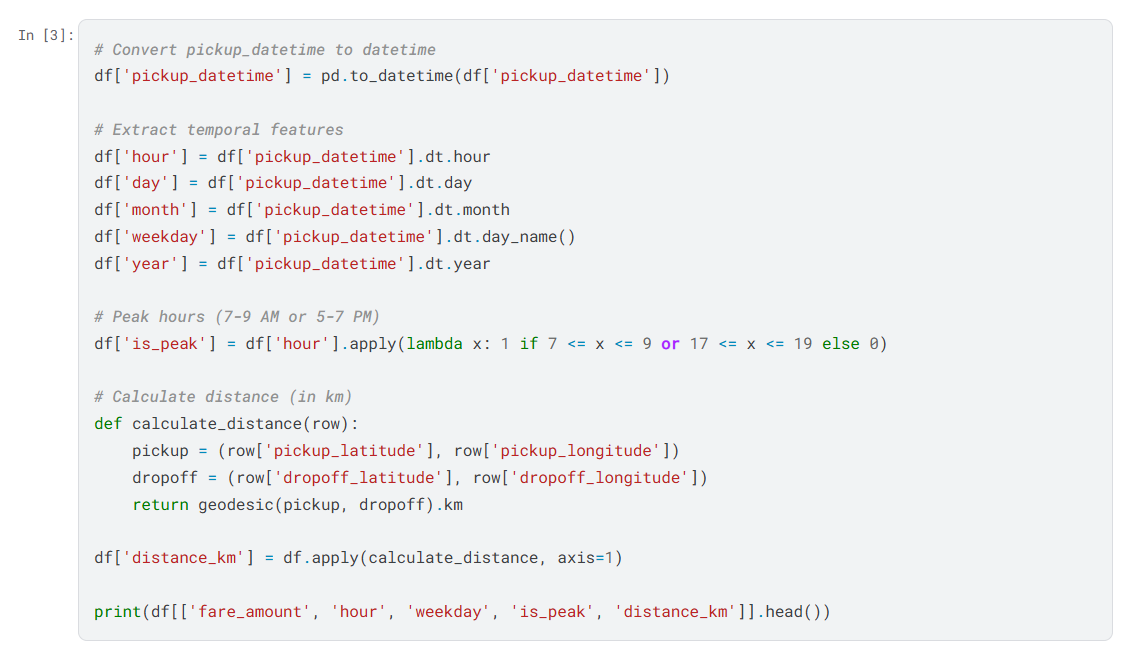 In [3]:
# Convert pickup_datetime to datetime
df['pickup_datetime'] = pd.to_datetime(df['pickup_datetime'])

# Extract temporal features
df['hour'] = df['pickup_datetime'].dt.hour
df['day'] = df['pickup_datetime'].dt.day
df['month'] = df['pickup_datetime'].dt.month
df['weekday'] = df['pickup_datetime'].dt.day_name()
df['year'] = df['pickup_datetime'].dt.year

# Peak hours (7-9 AM or 5-7 PM)
df['is_peak'] = df['hour'].apply(lambda x: 1 if 7 <= x <= 9 or 17 <= x <= 19 else 0)

# Calculate distance (in km)
def calculate_distance(row):
    pickup = (row['pickup_latitude'], row['pickup_longitude'])
    dropoff = (row['dropoff_latitude'], row['dropoff_longitude'])
    return geodesic(pickup, dropoff).km

df['distance_km'] = df.apply(calculate_distance, axis=1)

print(df[['fare_amount', 'hour', 'weekday', 'is_peak', 'distance_km']].head())